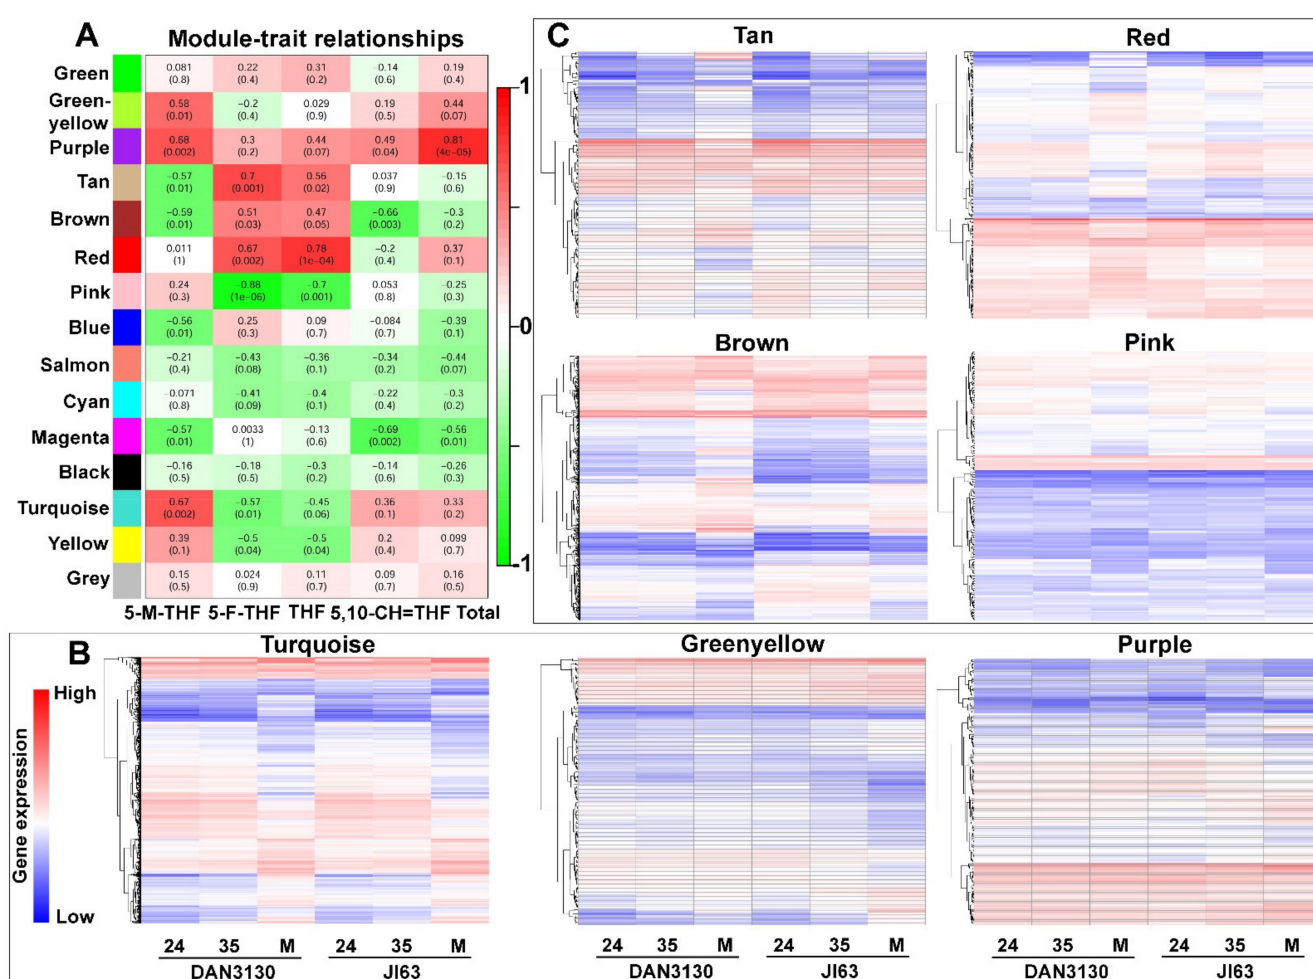 A
Module-trait relationships
Green 0.081 0.22 0.31 −0.14 0.19
(0.8) (0.4) (0.2) (0.6) (0.4)
Green-yellow 0.58 −0.2 0.029 0.19 0.44
(0.01) (0.4) (0.9) (0.5) (0.07)
Purple 0.68 0.3 0.44 0.49 0.81
(0.002) (0.2) (0.07) (0.04) (4e−05)
Tan −0.57 0.7 0.56 0.037 −0.15
(0.01) (0.001) (0.02) (0.9) (0.6)
Brown −0.59 0.51 0.47 −0.66 −0.3
(0.01) (0.03) (0.05) (0.003) (0.2)
Red 0.011 0.67 0.78 −0.2 0.37
(1) (0.002) (1e−04) (0.4) (0.1)
Pink 0.24 −0.88 −0.7 0.053 −0.25
(0.3) (1e−06) (0.001) (0.8) (0.3)
Blue −0.56 0.25 0.09 −0.084 −0.39
(0.01) (0.3) (0.7) (0.7) (0.1)
Salmon −0.21 −0.43 −0.36 −0.34 −0.44
(0.4) (0.08) (0.1) (0.2) (0.07)
Cyan −0.071 −0.41 −0.4 −0.22 −0.3
(0.8) (0.09) (0.1) (0.4) (0.2)
Magenta −0.57 0.0033 −0.13 −0.69 −0.56
(0.01) (1) (0.6) (0.002) (0.01)
Black −0.16 −0.18 −0.3 −0.14 −0.26
(0.5) (0.5) (0.2) (0.6) (0.3)
Turquoise 0.67 −0.57 −0.45 0.36 0.33
(0.002) (0.01) (0.06) (0.1) (0.2)
Yellow 0.39 −0.5 −0.5 0.2 0.099
(0.1) (0.04) (0.04) (0.4) (0.7)
Grey 0.15 0.024 0.11 0.09 0.16
(0.5) (0.9) (0.7) (0.7) (0.5)
5-M-THF 5-F-THF THF 5,10-CH=THF Total
1
0
-1
C
Tan
Red
Brown
Pink
B
Turquoise
Greenyellow
Purple
High
Gene expression
Low
24 35 M 24 35 M
DAN3130 JI63
24 35 M 24 35 M
DAN3130 JI63
24 35 M 24 35 M
DAN3130 JI63